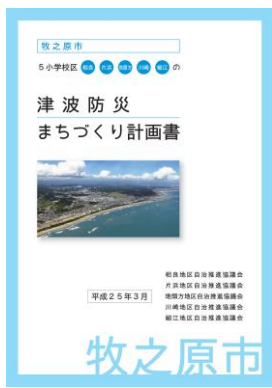 牧之原市
5小学校区 相良 片浜 地頭方 川崎 細江 の
津波防災
まちづくり計画書
平成25年3月
相良地区自治推進協議会
片浜地区自治推進協議会
地頭方地区自治推進協議会
川崎地区自治推進協議会
細江地区自治推進協議会
牧之原市